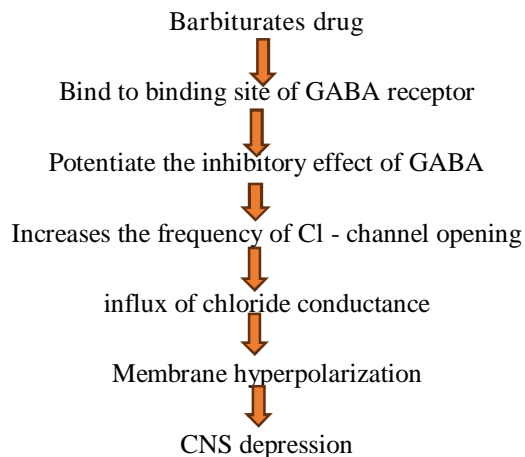 Barbiturates drug
Bind to binding site of GABA receptor
Potentiate the inhibitory effect of GABA
Increases the frequency of Cl - channel opening
influx of chloride conductance
Membrane hyperpolarization
CNS depression